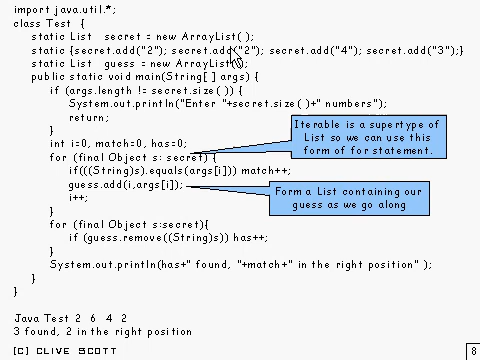 import java.util.*;
class Test {
static List secret = new ArrayList( );
static {secret.add("2"); secret.add("2"); secret.add("4"); secret.add("3");}
static List guess = new ArrayList();
public static void main(String[ ] args) {
if (args.length != secret.size ( )) {
System.out.println("Enter "+secret.size ( )+" numbers");
return;
}
int i=0, match=0, has=0;
for (final Object s: secret) {
if(((String)s).equals(args[i])) match++;
guess.add(i,args[i]);
i++;
}
for (final Object s:secret){
if (guess.remove((String)s)) has++;
}
System.out.println(has+" found, "+match+" in the right position" );
}
}
Iterable is a supertype of
List so we can use this
form of for statement.
Form a List containing our
guess as we go along
Java Test 2 6 4 2
3 found, 2 in the right position
[C] CLIVE SCOTT
8